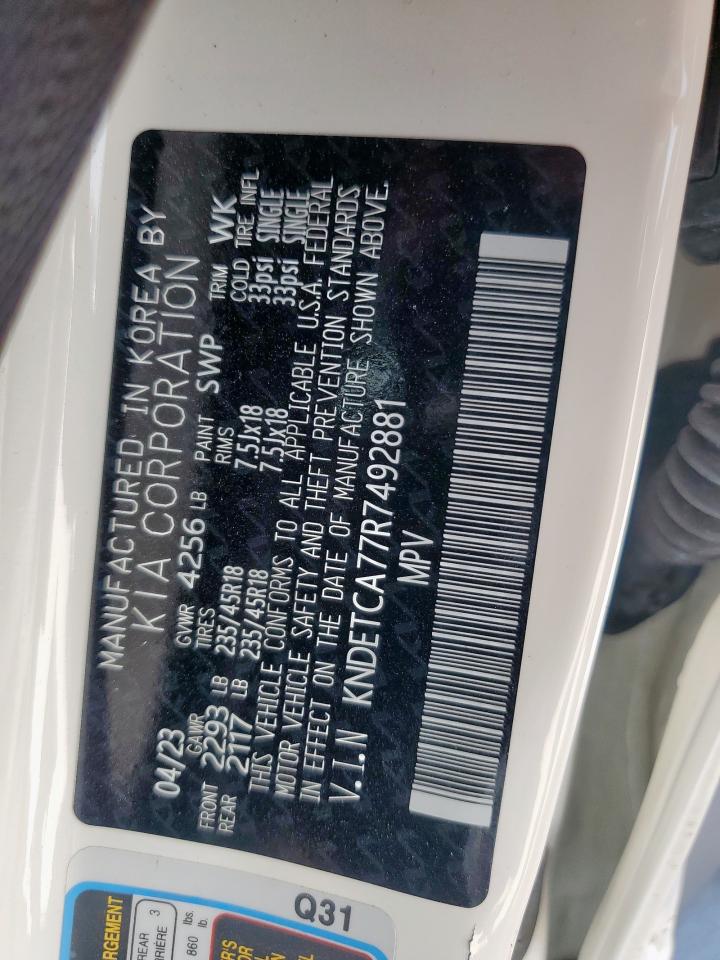 MANUFACTURED IN KOREA BY
KIA CORPORATION
04/23 GVWR 4256 LB PAINT SWP TRIM WK
GAWR TIRES RIMS COLD TIRE INFL
FRONT 2293 LB 235/45R18 7.5Jx18 33psi SINGLE
REAR 2117 LB 235/45R18 7.5Jx18 33psi SINGLE
THIS VEHICLE CONFORMS TO ALL APPLICABLE U.S.A. FEDERAL
MOTOR VEHICLE SAFETY AND THEFT PREVENTION STANDARDS
IN EFFECT ON THE DATE OF MANUFACTURE SHOWN ABOVE.
V.I.N KNDETCA77R7492881
MPV
Q31
REAR 3
860 lbs.
lb.